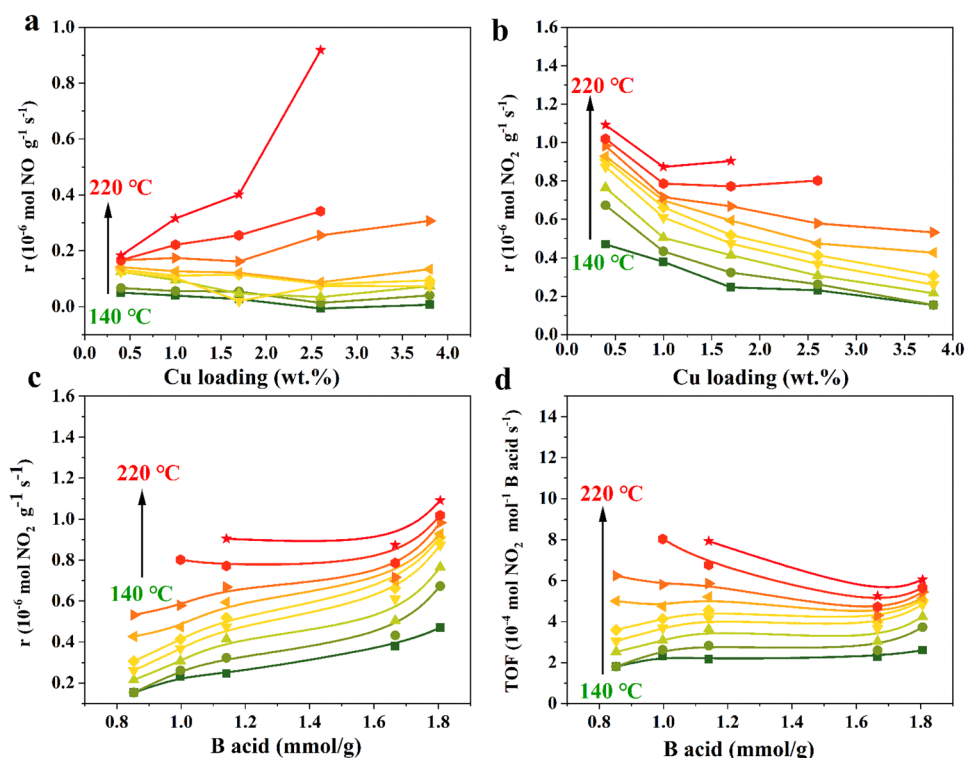 a
1.0
0.8
0.6
0.4
0.2
0.0
r (10⁻⁶ mol NO g⁻¹ s⁻¹)
220 °C
140 °C
0.0 0.5 1.0 1.5 2.0 2.5 3.0 3.5 4.0
Cu loading (wt.%)
b
1.6
1.4
1.2
1.0
0.8
0.6
0.4
0.2
0.0
r (10⁻⁶ mol NO₂ g⁻¹ s⁻¹)
220 °C
140 °C
0.0 0.5 1.0 1.5 2.0 2.5 3.0 3.5 4.0
Cu loading (wt.%)
c
1.6
1.4
1.2
1.0
0.8
0.6
0.4
0.2
r (10⁻⁶ mol NO₂ g⁻¹ s⁻¹)
220 °C
140 °C
0.8 1.0 1.2 1.4 1.6 1.8
B acid (mmol/g)
d
14
12
10
8
6
4
2
0
TOF (10⁻⁴ mol NO₂ mol⁻¹ B acid s⁻¹)
220 °C
140 °C
0.8 1.0 1.2 1.4 1.6 1.8
B acid (mmol/g)